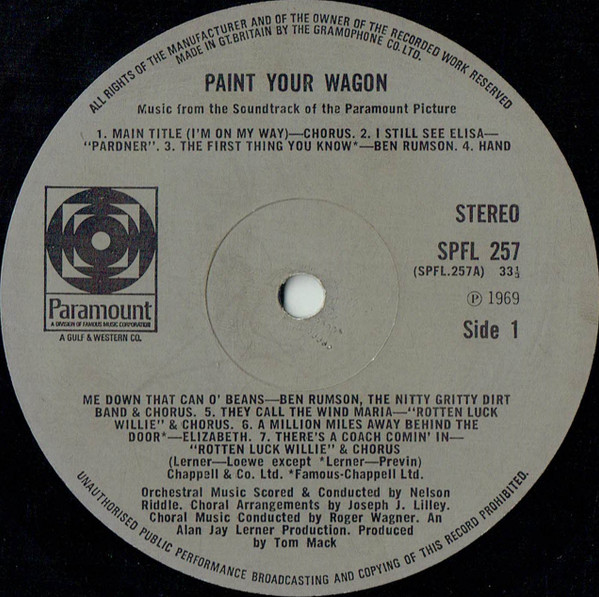 ALL RIGHTS OF THE MANUFACTURER AND OF THE OWNER OF THE RECORDED WORK RESERVED
MADE IN GT.BRITAIN BY THE GRAMOPHONE CO.LTD.
PAINT YOUR WAGON
Music from the Soundtrack of the Paramount Picture
1. MAIN TITLE (I'M ON MY WAY)—CHORUS. 2. I STILL SEE ELISA—
"PARDNER". 3. THE FIRST THING YOU KNOW*—BEN RUMSON. 4. HAND
STEREO
SPFL 257
(SPFL.257A) 33⅓
Ⓟ 1969
Side 1
Paramount
A DIVISION OF FAMOUS MUSIC CORPORATION
A GULF & WESTERN CO.
ME DOWN THAT CAN O' BEANS—BEN RUMSON, THE NITTY GRITTY DIRT
BAND & CHORUS. 5. THEY CALL THE WIND MARIA—"ROTTEN LUCK
WILLIE" & CHORUS. 6. A MILLION MILES AWAY BEHIND THE
DOOR*—ELIZABETH. 7. THERE'S A COACH COMIN' IN—
"ROTTEN LUCK WILLIE" & CHORUS
(Lerner—Loewe except *Lerner—Previn)
Chappell & Co. Ltd. *Famous-Chappell Ltd.
Orchestral Music Scored & Conducted by Nelson
Riddle. Choral Arrangements by Joseph J. Lilley.
Choral Music Conducted by Roger Wagner. An
Alan Jay Lerner Production. Produced
by Tom Mack
UNAUTHORISED PUBLIC PERFORMANCE BROADCASTING AND COPYING OF THIS RECORD PROHIBITED.